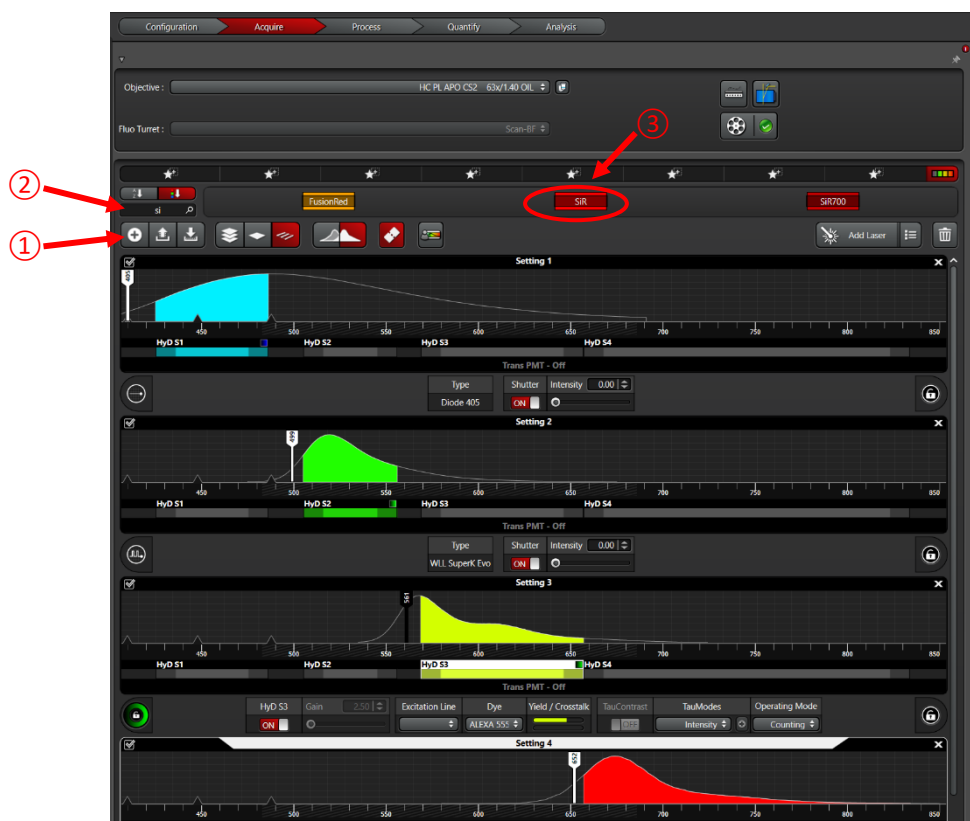 Configuration Acquire Process Quantify Analysis
Objective : HC PL APO CS2 63x/1.40 OIL
③
Fluo Turret : Scan-BF
②
si FusionRed SiR SiR700
① Add Laser
Setting 1
405
450 500 550 600 650 700 750 800 850
HyD S1 HyD S2 HyD S3 HyD S4
Trans PMT - Off
Type Shutter Intensity 0.00
Diode 405 ON
Setting 2
499
450 500 550 600 650 700 750 800 850
HyD S1 HyD S2 HyD S3 HyD S4
Trans PMT - Off
Type Shutter Intensity 0.00
WLL SuperK Evo ON
Setting 3
561
450 500 550 600 650 700 750 800 850
HyD S1 HyD S2 HyD S3 HyD S4
Trans PMT - Off
HyD S3 Gain 2.50 Excitation Line Dye Yield / Crosstalk TauContrast TauModes Operating Mode
ON ALEXA 555 OFF Intensity Counting
Setting 4
652
450 500 550 600 650 700 750 800 850